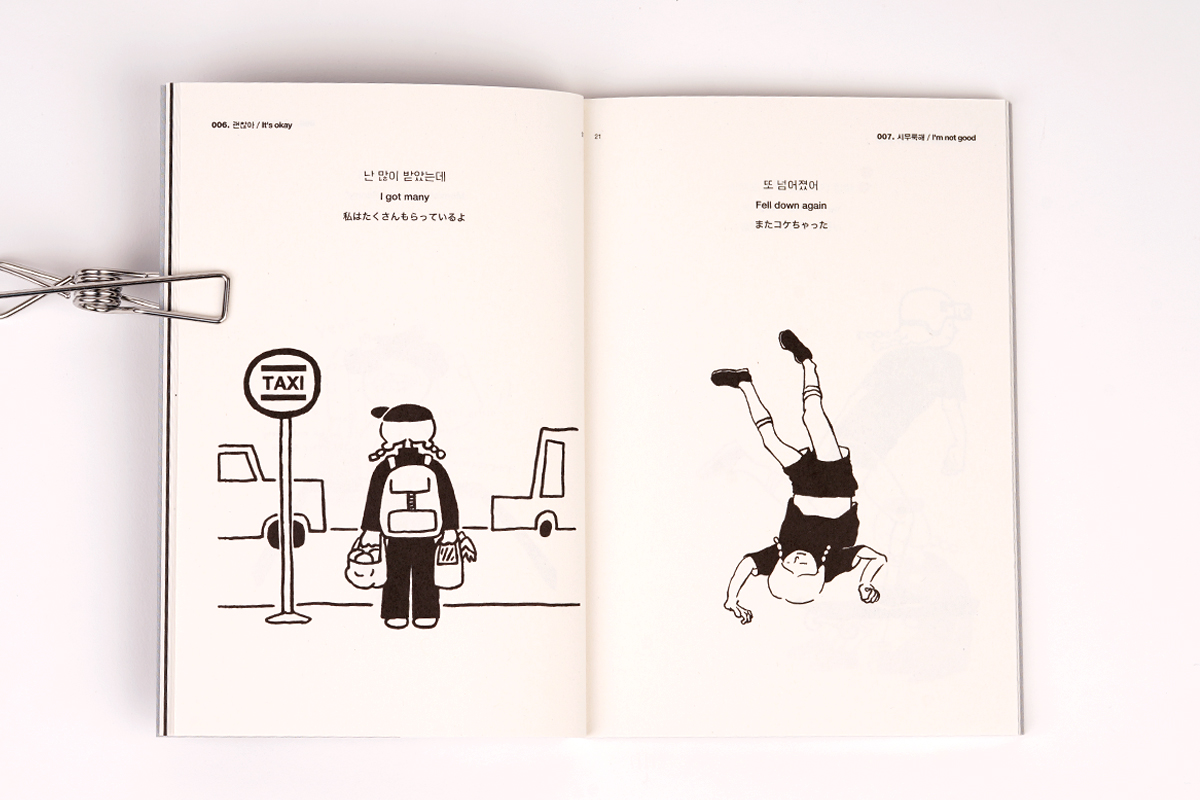 006. 괜찮아 / It's okay
난 많이 받았는데
I got many
私はたくさんもらっているよ
TAXI
21
007. 시무룩해 / I'm not good
또 넘어졌어
Fell down again
またコケちゃった